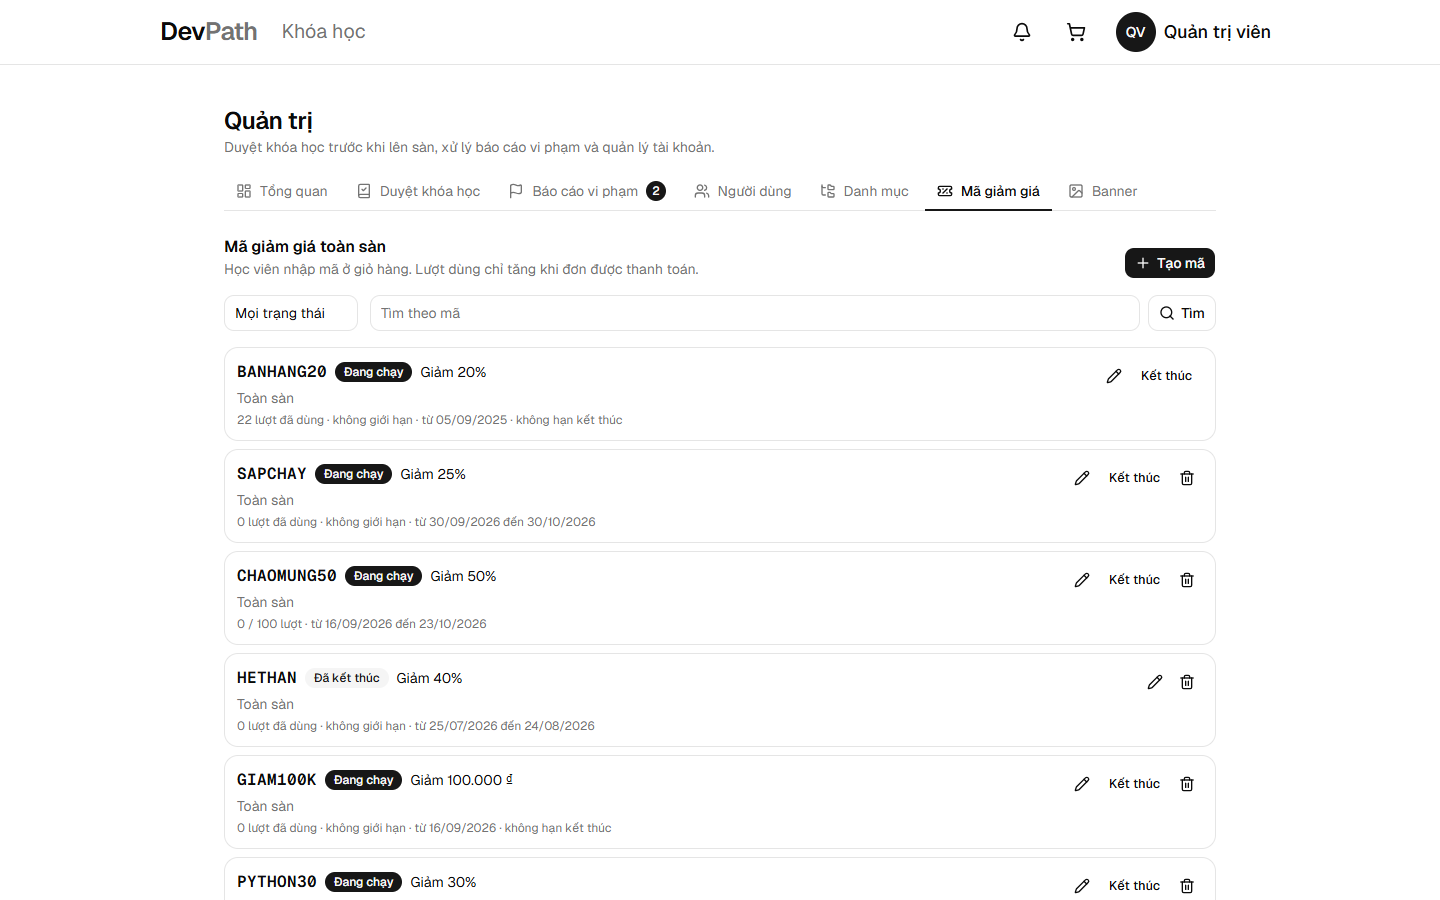 DevPath Khóa học QV Quản trị viên
Quản trị
Duyệt khóa học trước khi lên sàn, xử lý báo cáo vi phạm và quản lý tài khoản.
Tổng quan Duyệt khóa học Báo cáo vi phạm 2 Người dùng Danh mục Mã giảm giá Banner
Mã giảm giá toàn sàn
Học viên nhập mã ở giỏ hàng. Lượt dùng chỉ tăng khi đơn được thanh toán.
Tạo mã
Mọi trạng thái Tìm theo mã Tìm
BANHANG20 Đang chạy Giảm 20% Kết thúc
Toàn sàn
22 lượt đã dùng · không giới hạn · từ 05/09/2025 · không hạn kết thúc
SAPCHAY Đang chạy Giảm 25% Kết thúc
Toàn sàn
0 lượt đã dùng · không giới hạn · từ 30/09/2026 đến 30/10/2026
CHAOMUNG50 Đang chạy Giảm 50% Kết thúc
Toàn sàn
0 / 100 lượt · từ 16/09/2026 đến 23/10/2026
HETHAN Đã kết thúc Giảm 40%
Toàn sàn
0 lượt đã dùng · không giới hạn · từ 25/07/2026 đến 24/08/2026
GIAM100K Đang chạy Giảm 100.000 ₫ Kết thúc
Toàn sàn
0 lượt đã dùng · không giới hạn · từ 16/09/2026 · không hạn kết thúc
PYTHON30 Đang chạy Giảm 30% Kết thúc